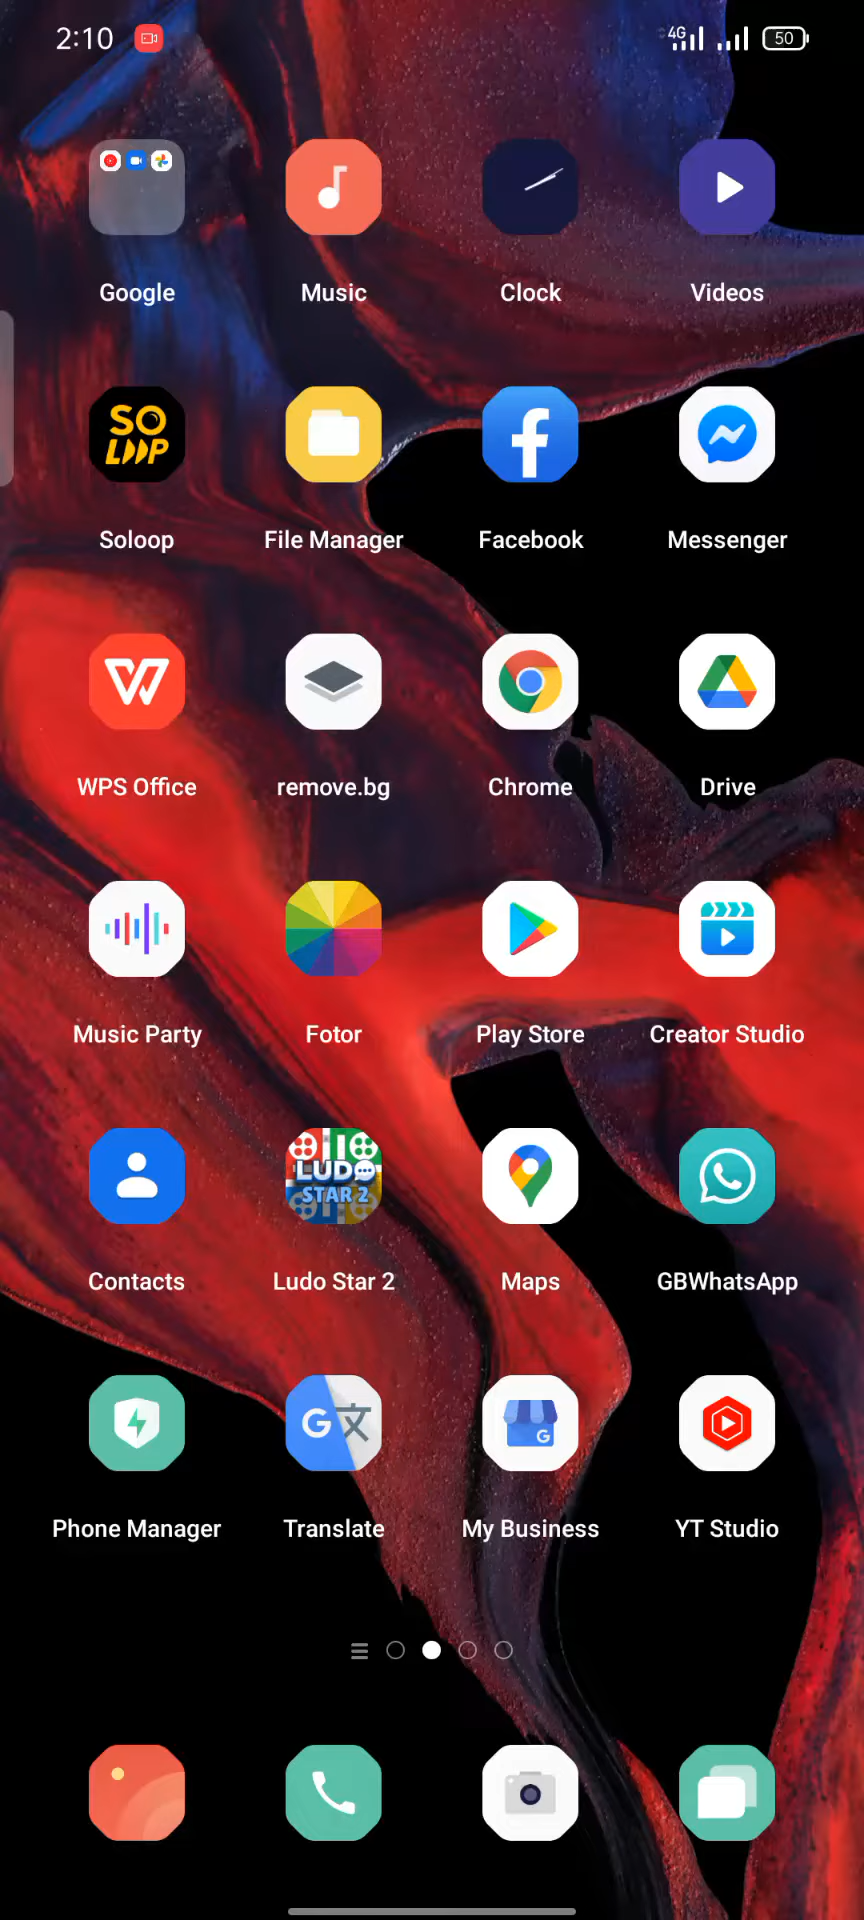 2:10 4G 50
Google Music Clock Videos
SO
LOOP
Soloop File Manager Facebook Messenger
WPS Office remove.bg Chrome Drive
Music Party Fotor Play Store Creator Studio
LUDO
STAR 2
Contacts Ludo Star 2 Maps GBWhatsApp
G文
G
Phone Manager Translate My Business YT Studio